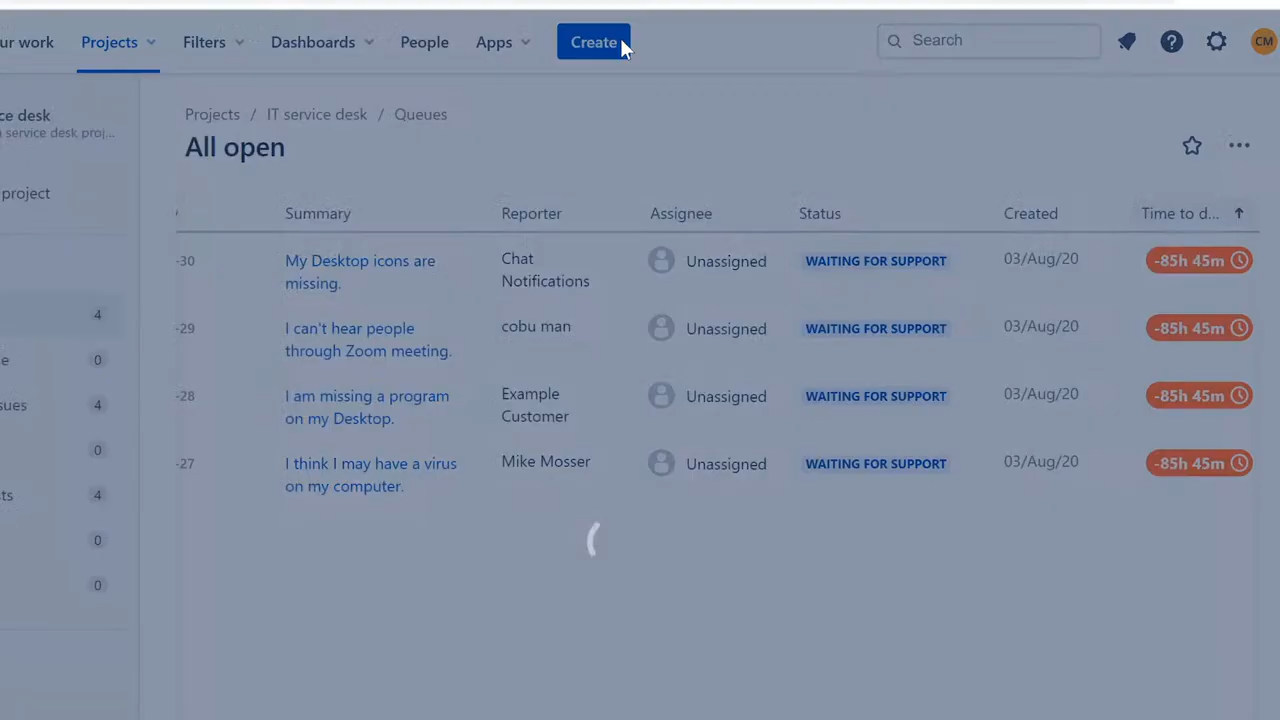 ur work Projects Filters Dashboards People Apps Create Search CM
ce desk
service desk proj...
project
Projects / IT service desk / Queues
All open
Summary Reporter Assignee Status Created Time to d...
-30 My Desktop icons are missing. Chat Notifications Unassigned WAITING FOR SUPPORT 03/Aug/20 -85h 45m
-29 I can't hear people through Zoom meeting. cobu man Unassigned WAITING FOR SUPPORT 03/Aug/20 -85h 45m
-28 I am missing a program on my Desktop. Example Customer Unassigned WAITING FOR SUPPORT 03/Aug/20 -85h 45m
-27 I think I may have a virus on my computer. Mike Mosser Unassigned WAITING FOR SUPPORT 03/Aug/20 -85h 45m
4
e 0
sues 4
0
ts 4
0
0